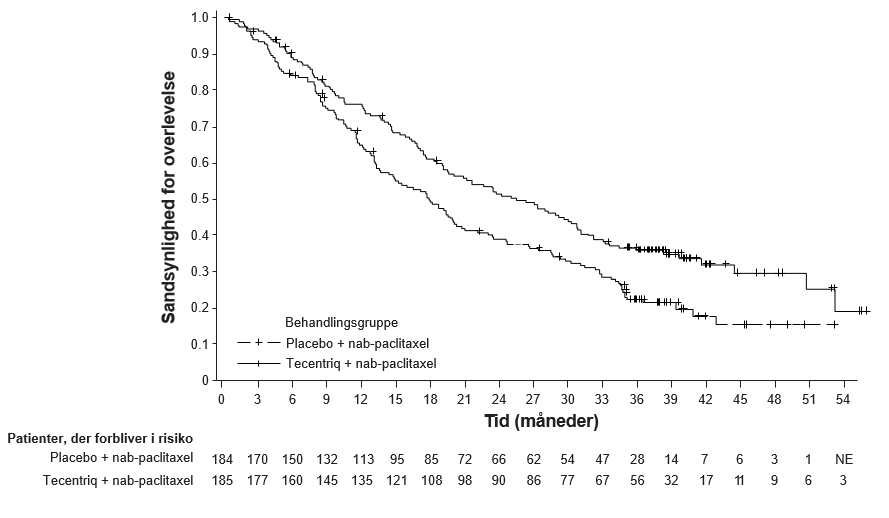 Sandsynlighed for overlevelse
1.0
0.9
0.8
0.7
0.6
0.5
0.4
0.3
0.2
0.1
0
Behandlingsgruppe
Placebo + nab-paclitaxel
Tecentriq + nab-paclitaxel
0 3 6 9 12 15 18 21 24 27 30 33 36 39 42 45 48 51 54
Tid (måneder)
Patienter, der forbliver i risiko
Placebo + nab-paclitaxel 184 170 150 132 113 95 85 72 66 62 54 47 28 14 7 6 3 1 NE
Tecentriq + nab-paclitaxel 185 177 160 145 135 121 108 98 90 86 77 67 56 32 17 11 9 6 3